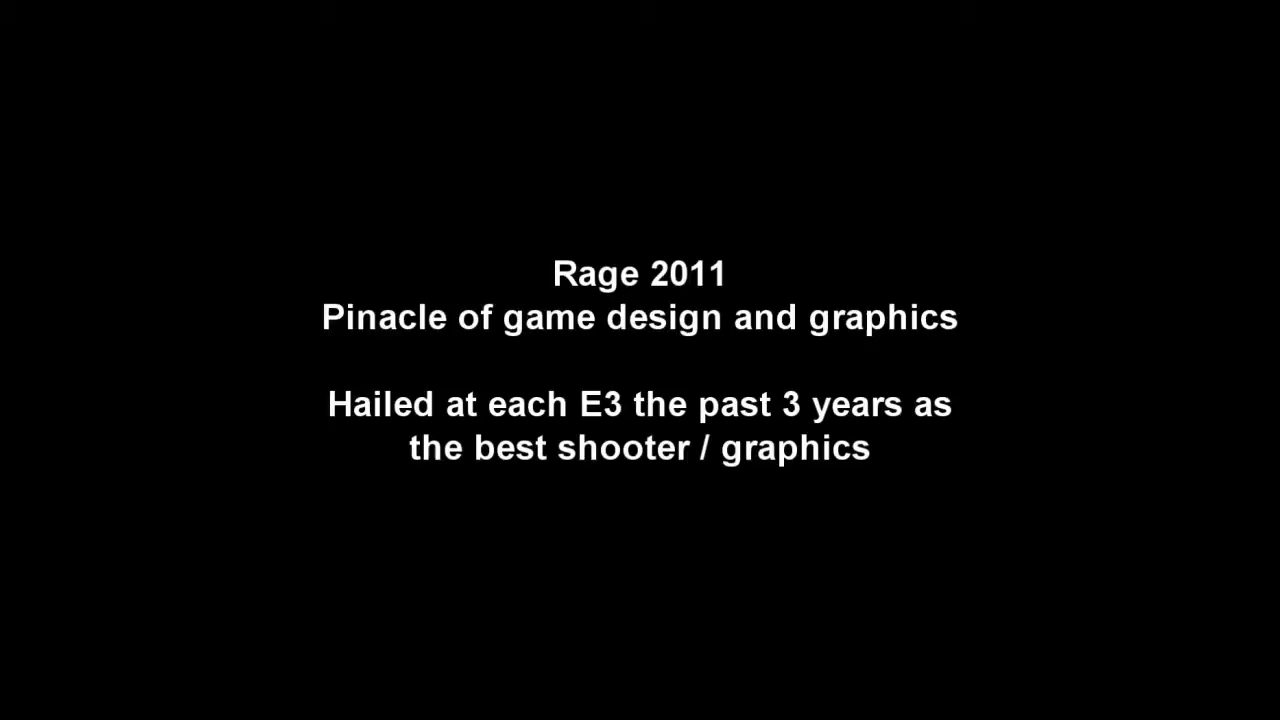 Rage 2011
Pinacle of game design and graphics
Hailed at each E3 the past 3 years as
the best shooter / graphics